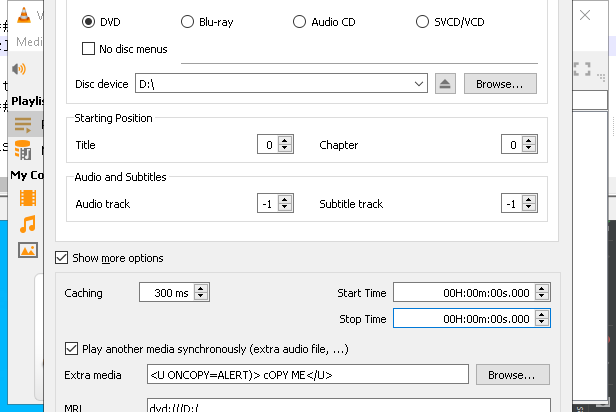 V
Medi
DVD
Blu-ray
Audio CD
SVCD/VCD
No disc menus
Disc device
D:\
Browse...
Playlis
Starting Position
Title
0
Chapter
0
My Co
Audio and Subtitles
Audio track
-1
Subtitle track
-1
Show more options
Caching
300 ms
Start Time
00H:00m:00s.000
Stop Time
00H:00m:00s.000
Play another media synchronously (extra audio file, ...)
Extra media
<U ONCOPY=ALERT)> cOPY ME</U>
Browse...
MRL
dvd:///D:/